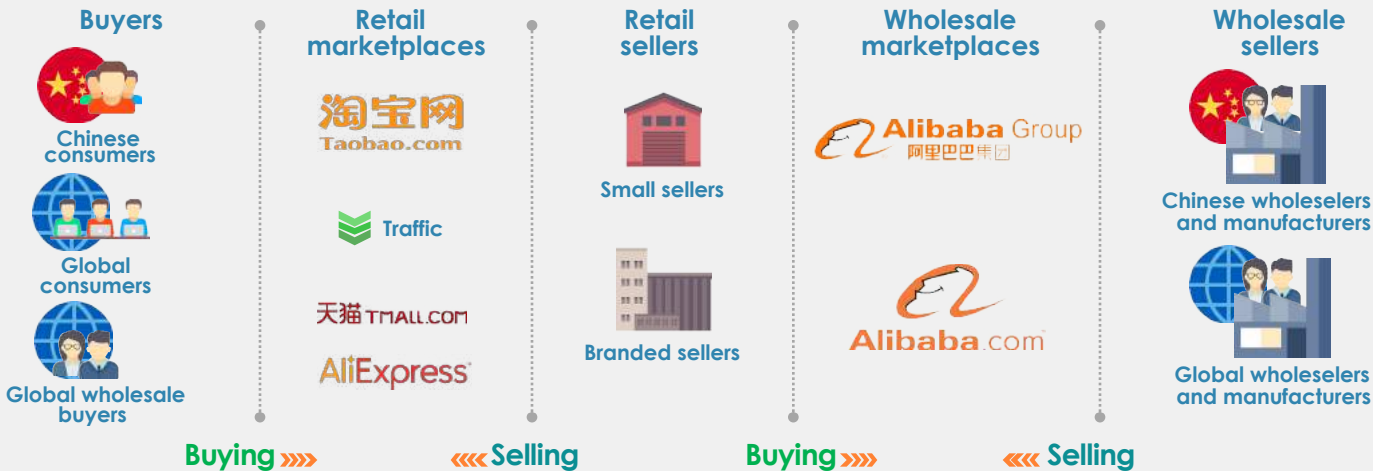 Buyers
Chinese
consumers
Global
consumers
Global wholesale
buyers
Retail
marketplaces
淘宝网
Taobao.com
Traffic
天猫 TMALL.COM
AliExpress
Retail
sellers
Small sellers
Branded sellers
Wholesale
marketplaces
Alibaba Group
阿里巴巴集团
Alibaba.com
Wholesale
sellers
Chinese wholeselers
and manufacturers
Global wholeselers
and manufacturers
Buying »»
«« Selling
Buying »»
«« Selling